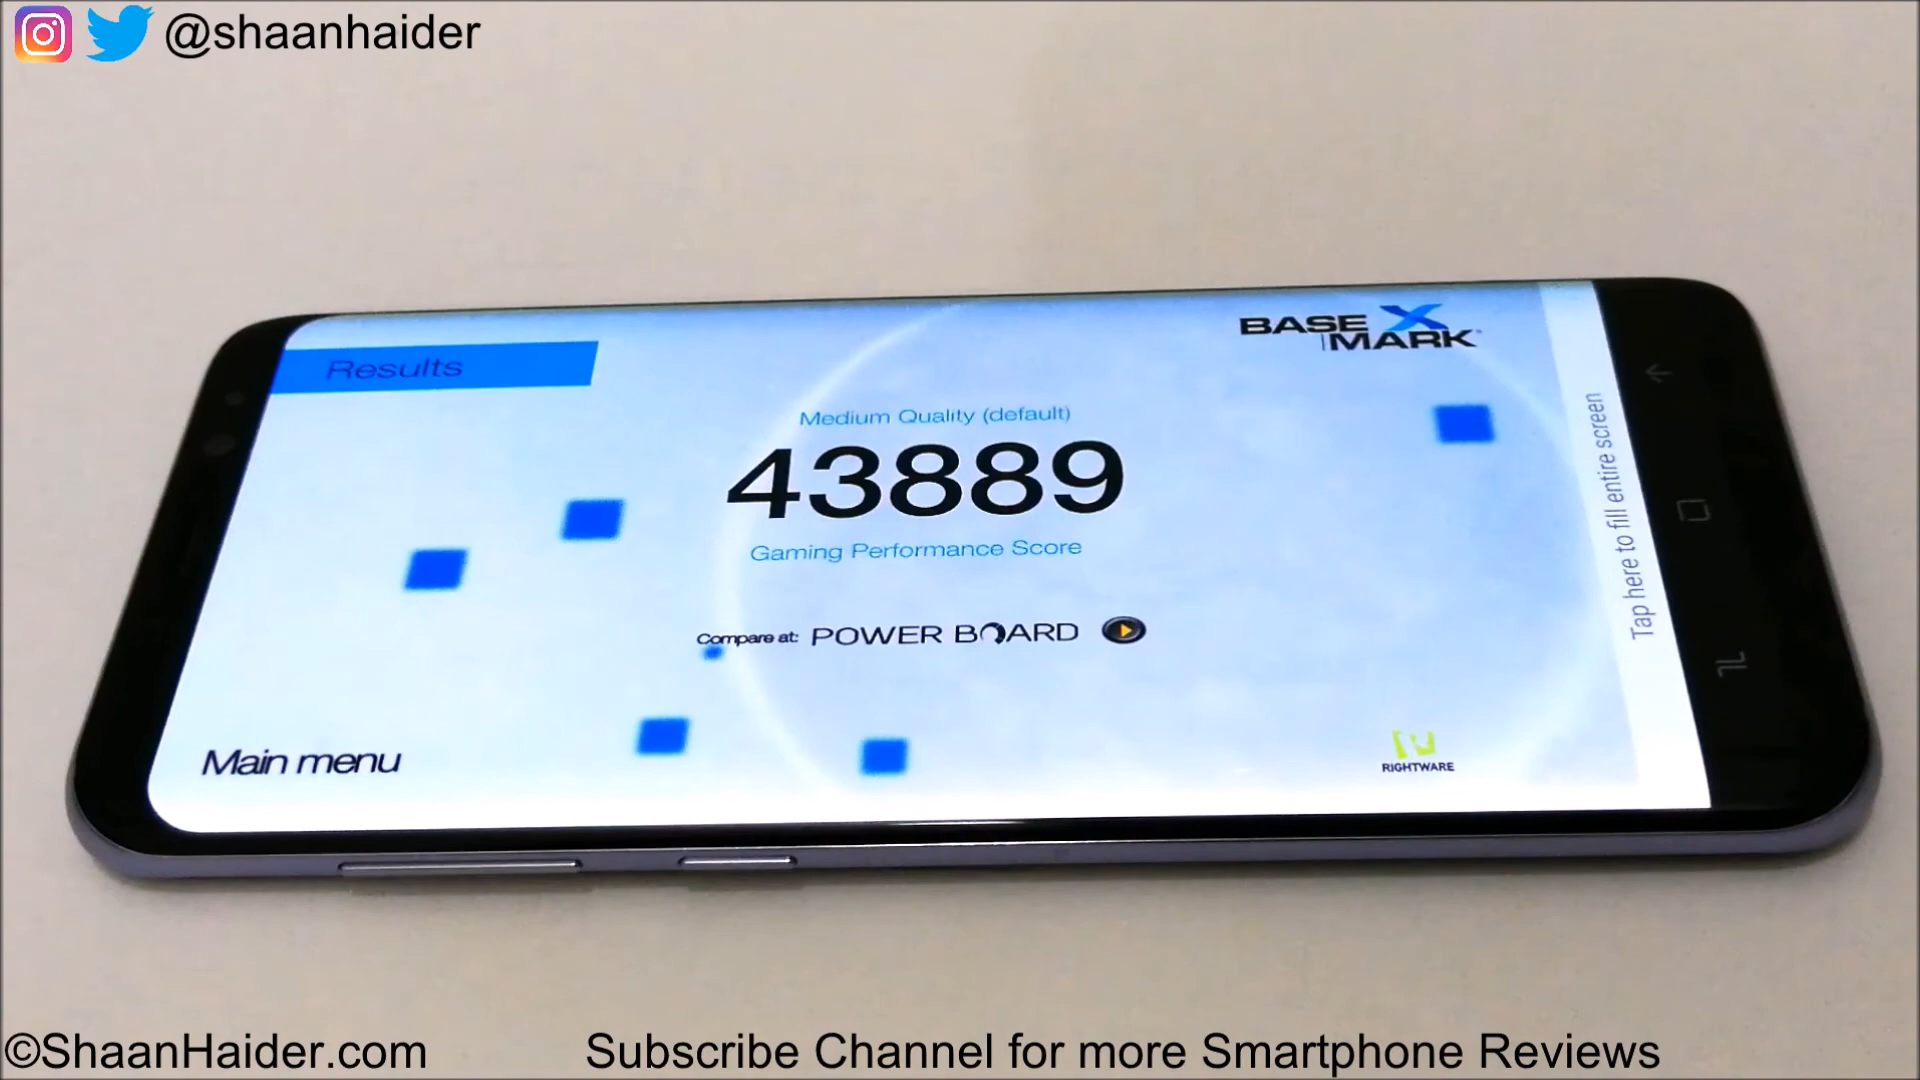 @shaanhaider
BASE MARK X
Results
Medium Quality (default)
43889
Gaming Performance Score
Compare at: POWER BOARD
Tap here to fill entire screen
Main menu
RIGHTWARE
©ShaanHaider.com
Subscribe Channel for more Smartphone Reviews